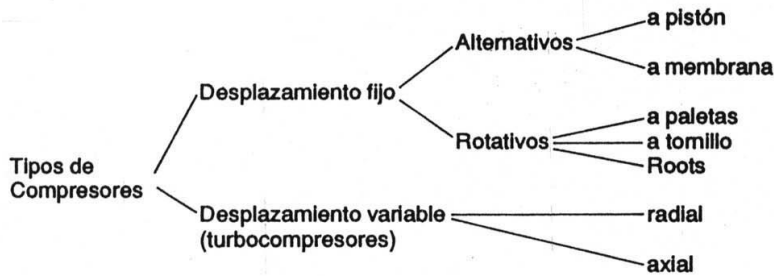 a pistón
Alternativos
a membrana
Desplazamiento fijo
a paletas
Rotativos
a tornillo
Roots
Tipos de
Compresores
Desplazamiento variable
(turbocompresores)
radial
axial